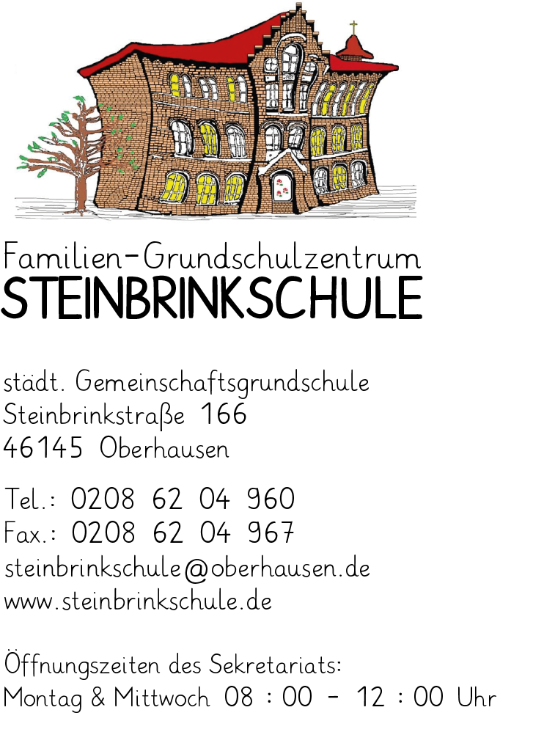 Familien-Grundschulzentrum
STEINBRINKSCHULE
städt. Gemeinschaftsgrundschule
Steinbrinkstraße 166
46145 Oberhausen
Tel.: 0208 62 04 960
Fax.: 0208 62 04 967
steinbrinkschule@oberhausen.de
www.steinbrinkschule.de
Öffnungszeiten des Sekretariats:
Montag & Mittwoch 08 : 00 - 12 : 00 Uhr